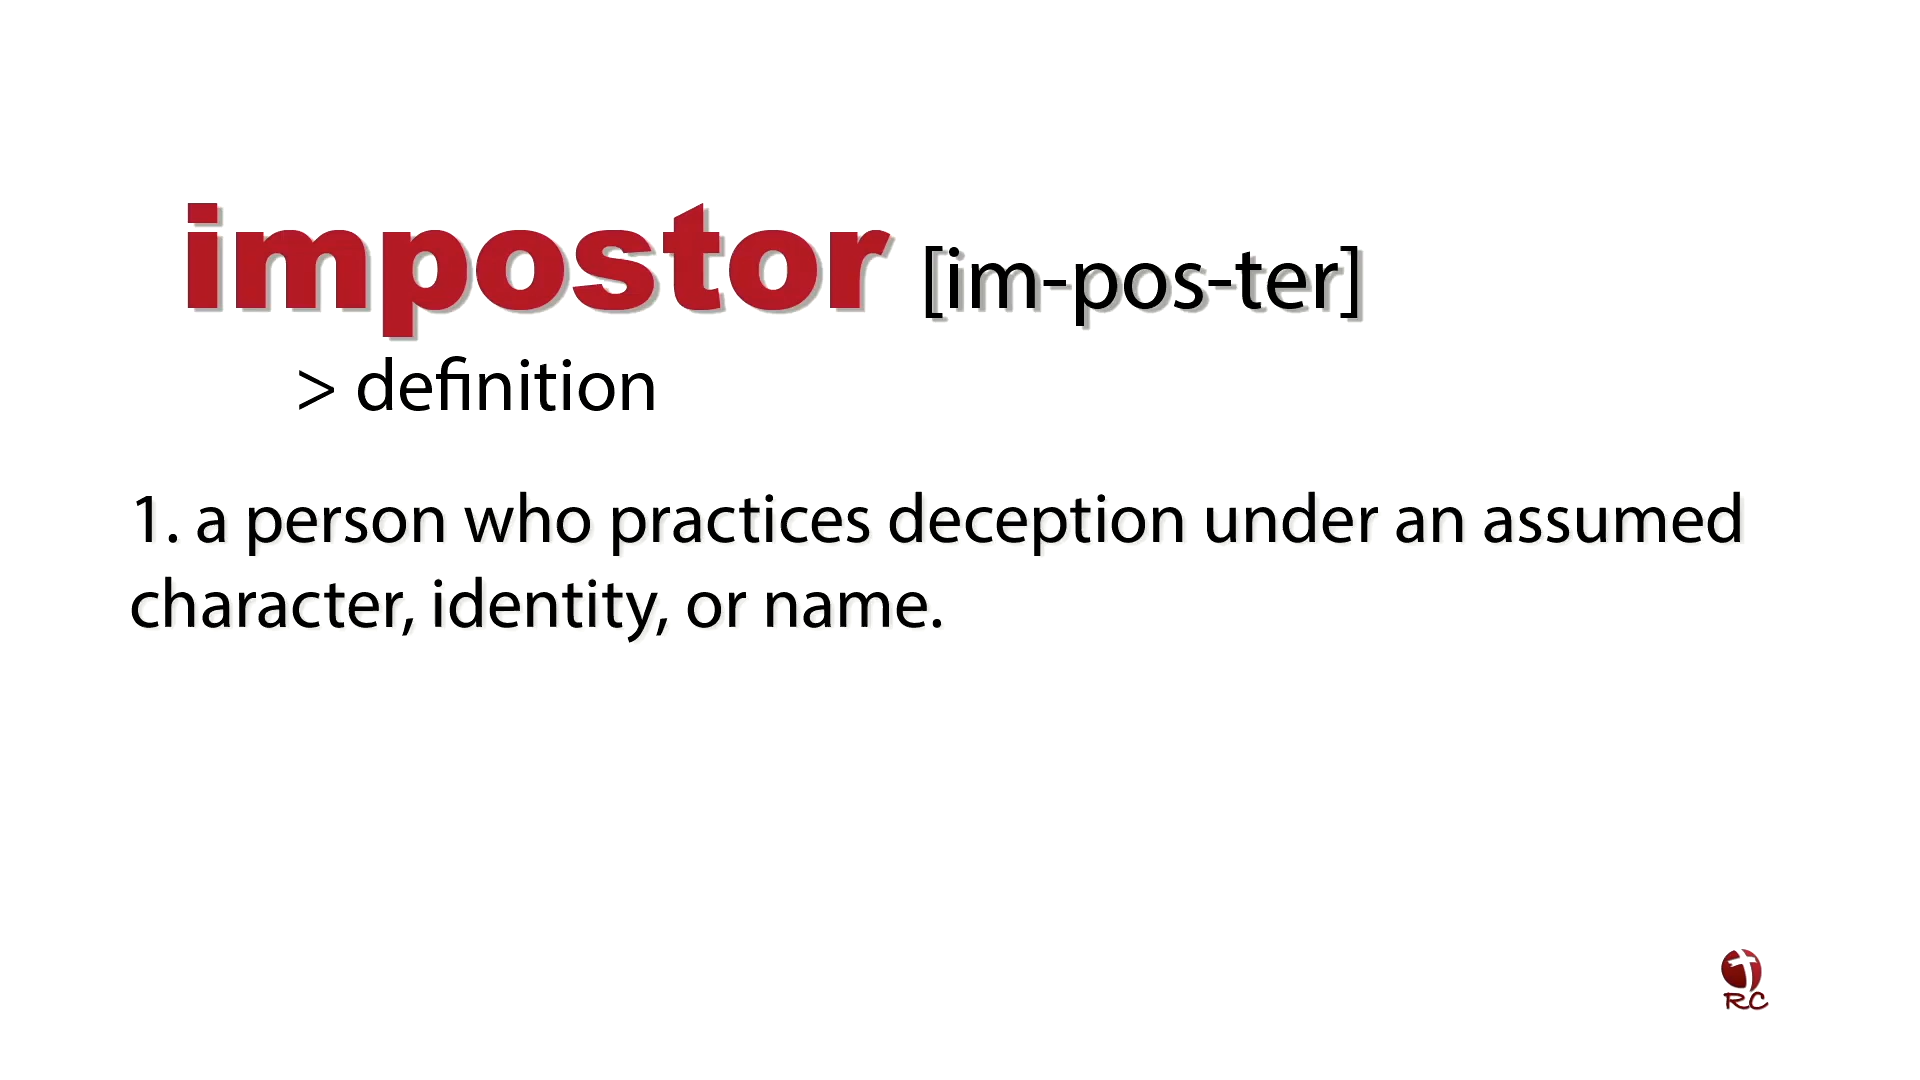 impostor [im-pos-ter]
> definition
1. a person who practices deception under an assumed
character, identity, or name.
RC